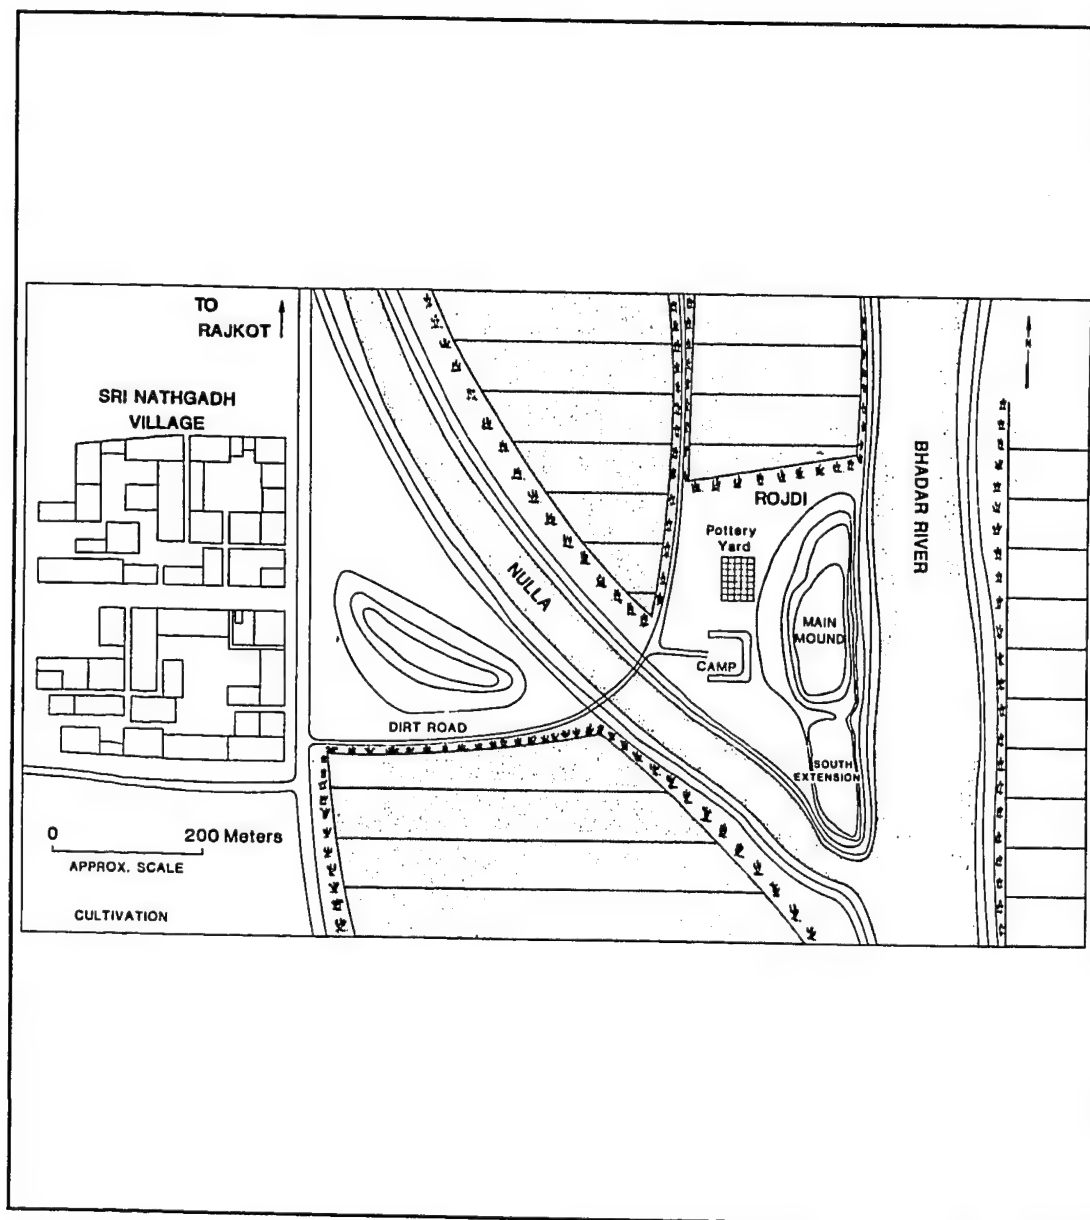 TO
RAJKOT
SRI NATHGADH
VILLAGE
N
BHADAR RIVER
ROJDI
Pottery
Yard
NULLA
MAIN
MOUND
CAMP
DIRT ROAD
SOUTH
EXTENSION
0 200 Meters
APPROX. SCALE
CULTIVATION